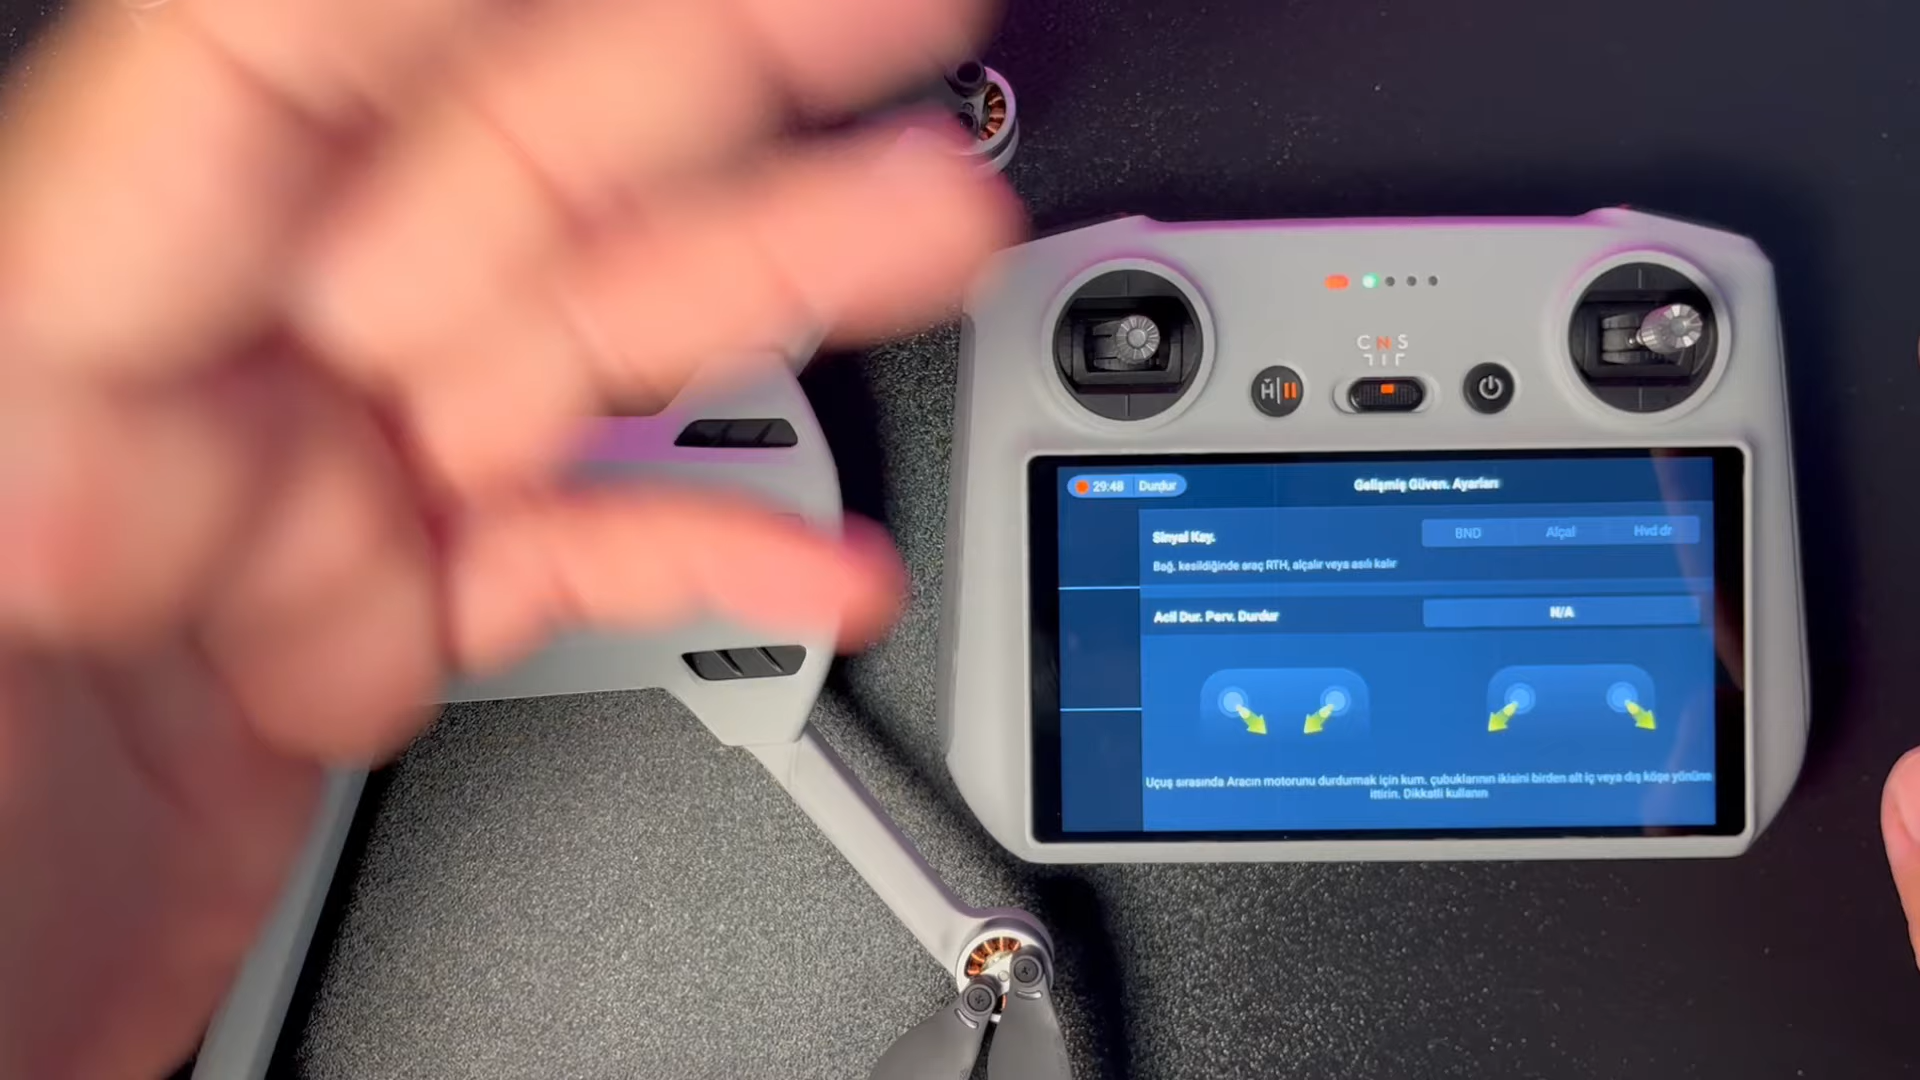 C N S
H
29:48 Durdur
Gelişmiş Güven. Ayarları
Sinyal Kay.
BND Alçal Hvd dr
Bağ. kesildiğinde araç RTH, alçalır veya asılı kalır
Acil Dur. Perv. Durdur
N/A
Uçuş sırasında Aracın motorunu durdurmak için kum. çubuklarının ikisini birden alt iç veya dış köşe yönüne
ittirin. Dikkatli kullanın